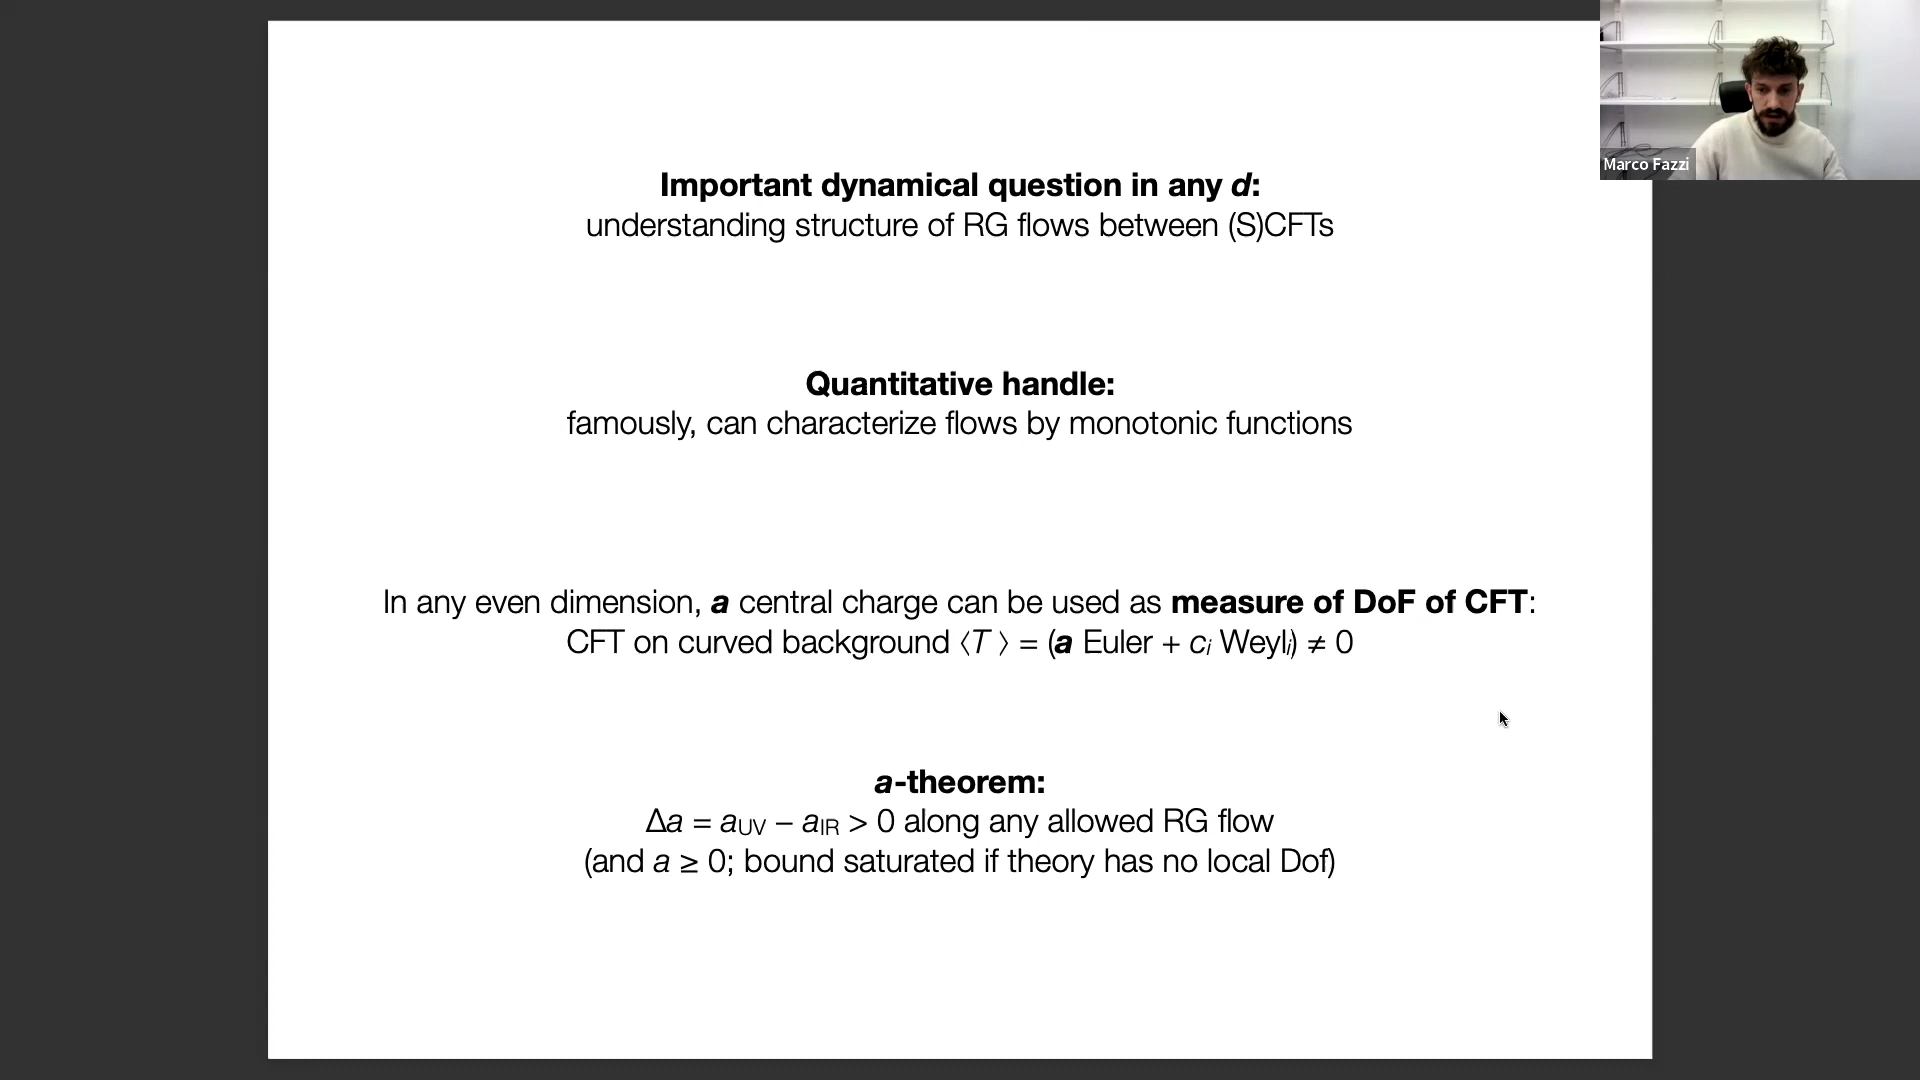 Important dynamical question in any d:
understanding structure of RG flows between (S)CFTs
Quantitative handle:
famously, can characterize flows by monotonic functions
In any even dimension, a central charge can be used as measure of DoF of CFT:
CFT on curved background ⟨T⟩ = (a Euler + cᵢ Weylᵢ) ≠ 0
a-theorem:
Δa = a_UV − a_IR > 0 along any allowed RG flow
(and a ≥ 0; bound saturated if theory has no local Dof)
Marco Fazzi